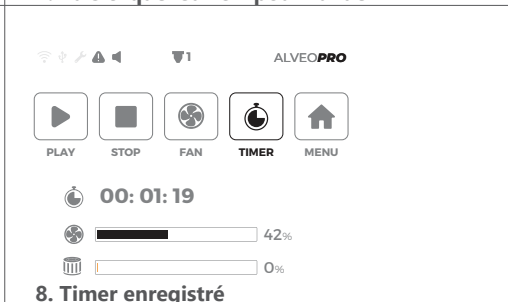 1
ALVEOPRO
PLAY STOP FAN TIMER MENU
00: 01: 19
42%
0%
8. Timer enregistré